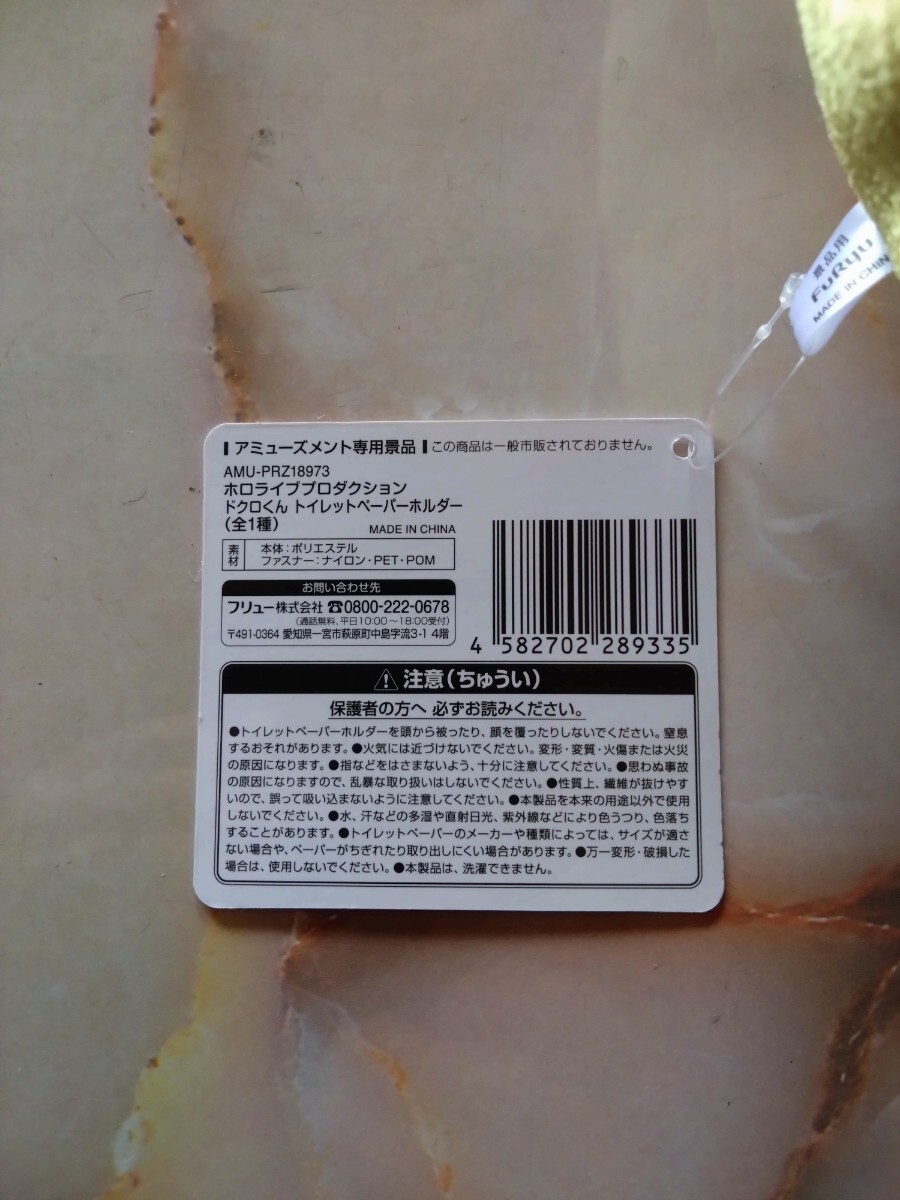 景品用
FuRyu
MADE IN CHIN
アミューズメント専用景品 この商品は一般市販されておりません。
AMU-PRZ18973
ホロライブプロダクション
ドクロくん トイレットペーパーホルダー
(全1種)
MADE IN CHINA
素材
本体:ポリエステル
ファスナー:ナイロン・PET・POM
お問い合わせ先
フリュー株式会社 ☎0800-222-0678
(通話無料、平日10:00~18:00受付)
〒491-0364 愛知県一宮市萩原町中島字流3-1 4階
4 582702 289335
⚠ 注意(ちゅうい)
保護者の方へ 必ずお読みください。
●トイレットペーパーホルダーを頭から被ったり、顔を覆ったりしないでください。窒息
するおそれがあります。●火気には近づけないでください。変形・変質・火傷または火災
の原因になります。●指などをはさまないよう、十分に注意してください。●思わぬ事故
の原因になりますので、乱暴な取り扱いはしないでください。●性質上、繊維が抜けやす
いので、誤って吸い込まないように注意してください。●本製品を本来の用途以外で使用
しないでください。●水、汗などの多湿や直射日光、紫外線などにより色うつり、色落ち
することがあります。●トイレットペーパーのメーカーや種類によっては、サイズが適さ
ない場合や、ペーパーがちぎれたり取り出しにくい場合があります。●万一変形・破損した
場合は、使用しないでください。●本製品は、洗濯できません。